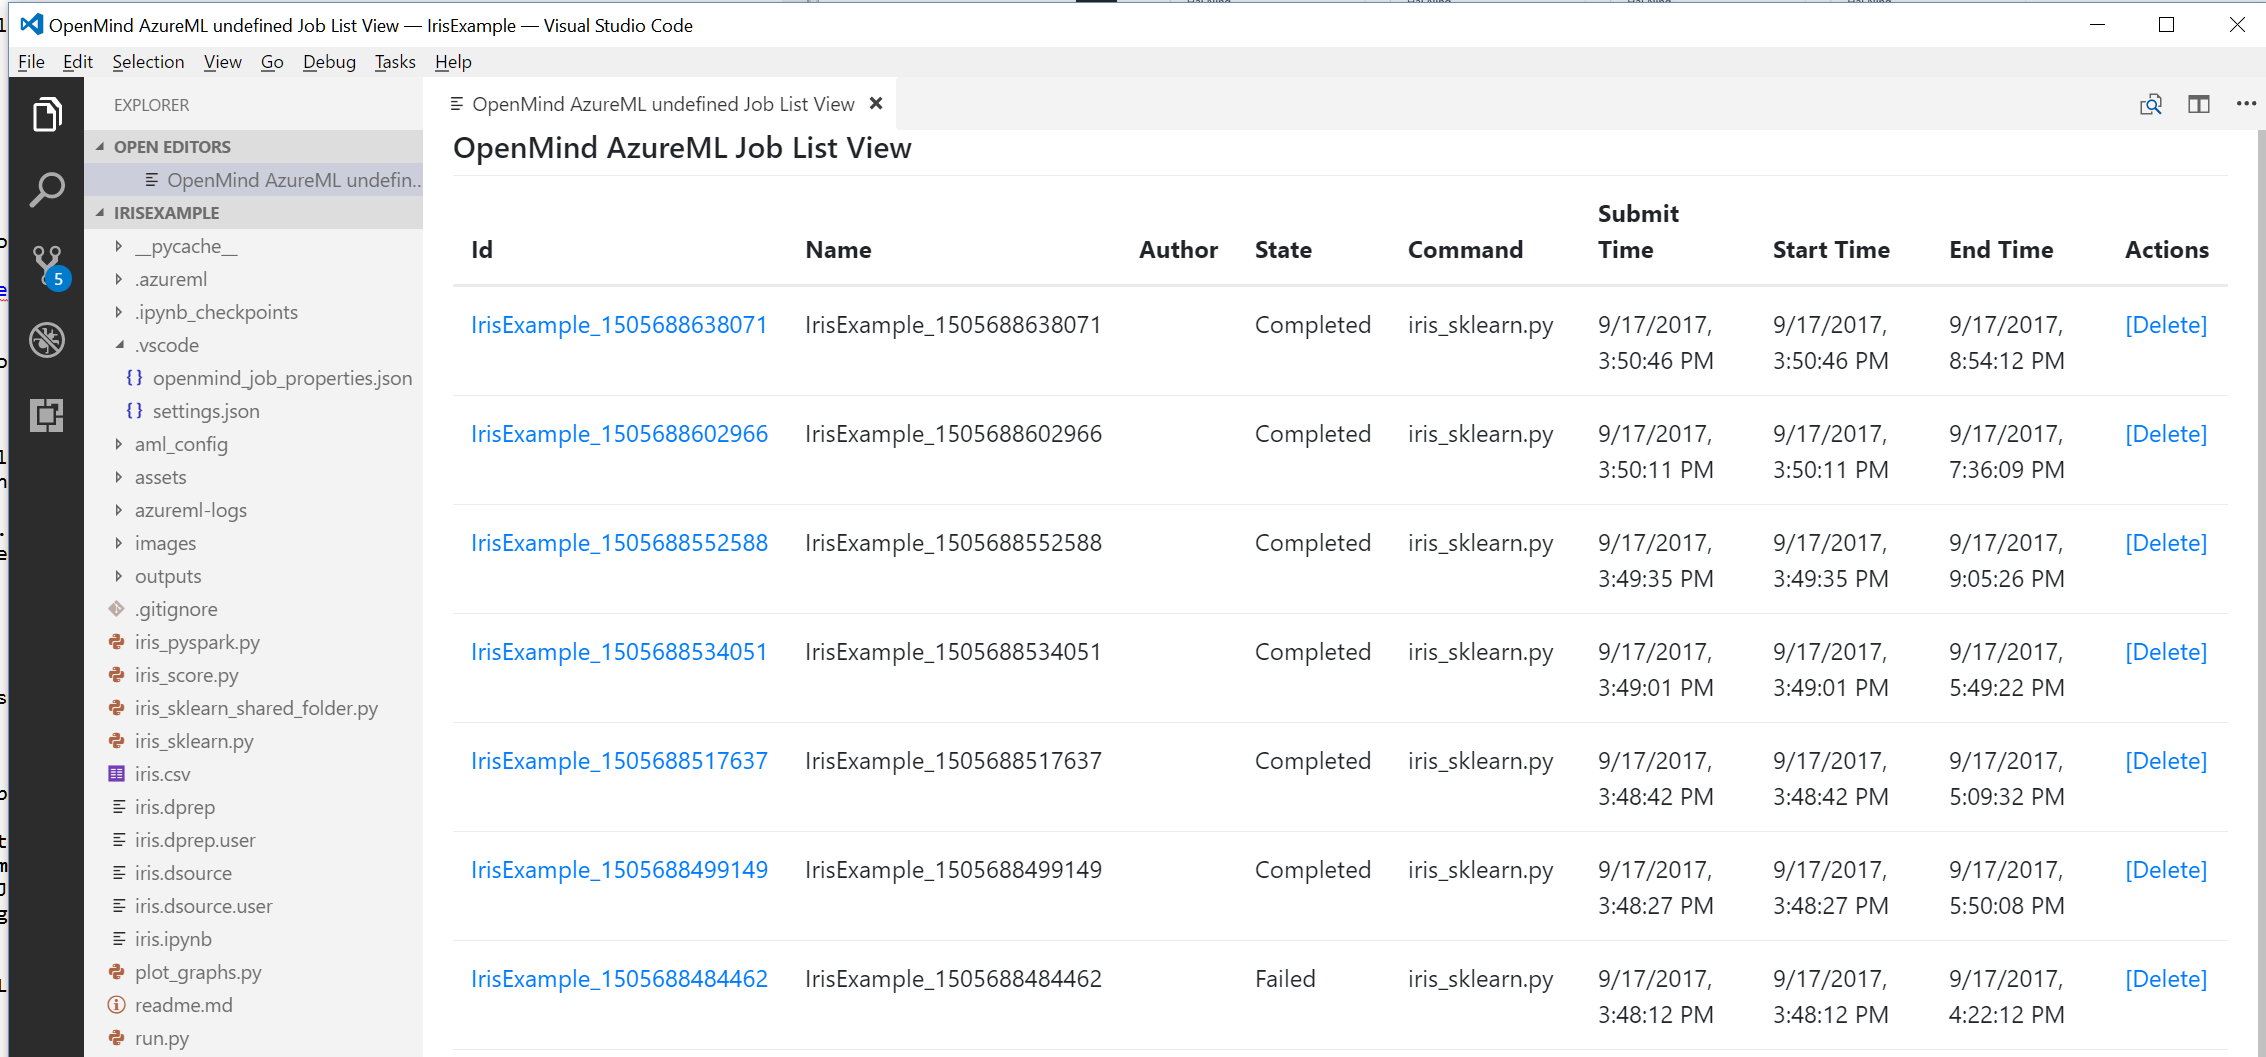 OpenMind AzureML undefined Job List View — IrisExample — Visual Studio Code
File Edit Selection View Go Debug Tasks Help
EXPLORER
OPEN EDITORS
OpenMind AzureML undefin...
IRISEXAMPLE
__pycache__
.azureml
.ipynb_checkpoints
.vscode
{} openmind_job_properties.json
{} settings.json
aml_config
assets
azureml-logs
images
outputs
.gitignore
iris_pyspark.py
iris_score.py
iris_sklearn_shared_folder.py
iris_sklearn.py
iris.csv
iris.dprep
iris.dprep.user
iris.dsource
iris.dsource.user
iris.ipynb
plot_graphs.py
readme.md
run.py
5
OpenMind AzureML undefined Job List View
OpenMind AzureML Job List View
Id Name Author State Command Submit Time Start Time End Time Actions
IrisExample_1505688638071 IrisExample_1505688638071 Completed iris_sklearn.py 9/17/2017, 9/17/2017, 9/17/2017, [Delete]
3:50:46 PM 3:50:46 PM 8:54:12 PM
IrisExample_1505688602966 IrisExample_1505688602966 Completed iris_sklearn.py 9/17/2017, 9/17/2017, 9/17/2017, [Delete]
3:50:11 PM 3:50:11 PM 7:36:09 PM
IrisExample_1505688552588 IrisExample_1505688552588 Completed iris_sklearn.py 9/17/2017, 9/17/2017, 9/17/2017, [Delete]
3:49:35 PM 3:49:35 PM 9:05:26 PM
IrisExample_1505688534051 IrisExample_1505688534051 Completed iris_sklearn.py 9/17/2017, 9/17/2017, 9/17/2017, [Delete]
3:49:01 PM 3:49:01 PM 5:49:22 PM
IrisExample_1505688517637 IrisExample_1505688517637 Completed iris_sklearn.py 9/17/2017, 9/17/2017, 9/17/2017, [Delete]
3:48:42 PM 3:48:42 PM 5:09:32 PM
IrisExample_1505688499149 IrisExample_1505688499149 Completed iris_sklearn.py 9/17/2017, 9/17/2017, 9/17/2017, [Delete]
3:48:27 PM 3:48:27 PM 5:50:08 PM
IrisExample_1505688484462 IrisExample_1505688484462 Failed iris_sklearn.py 9/17/2017, 9/17/2017, 9/17/2017, [Delete]
3:48:12 PM 3:48:12 PM 4:22:12 PM